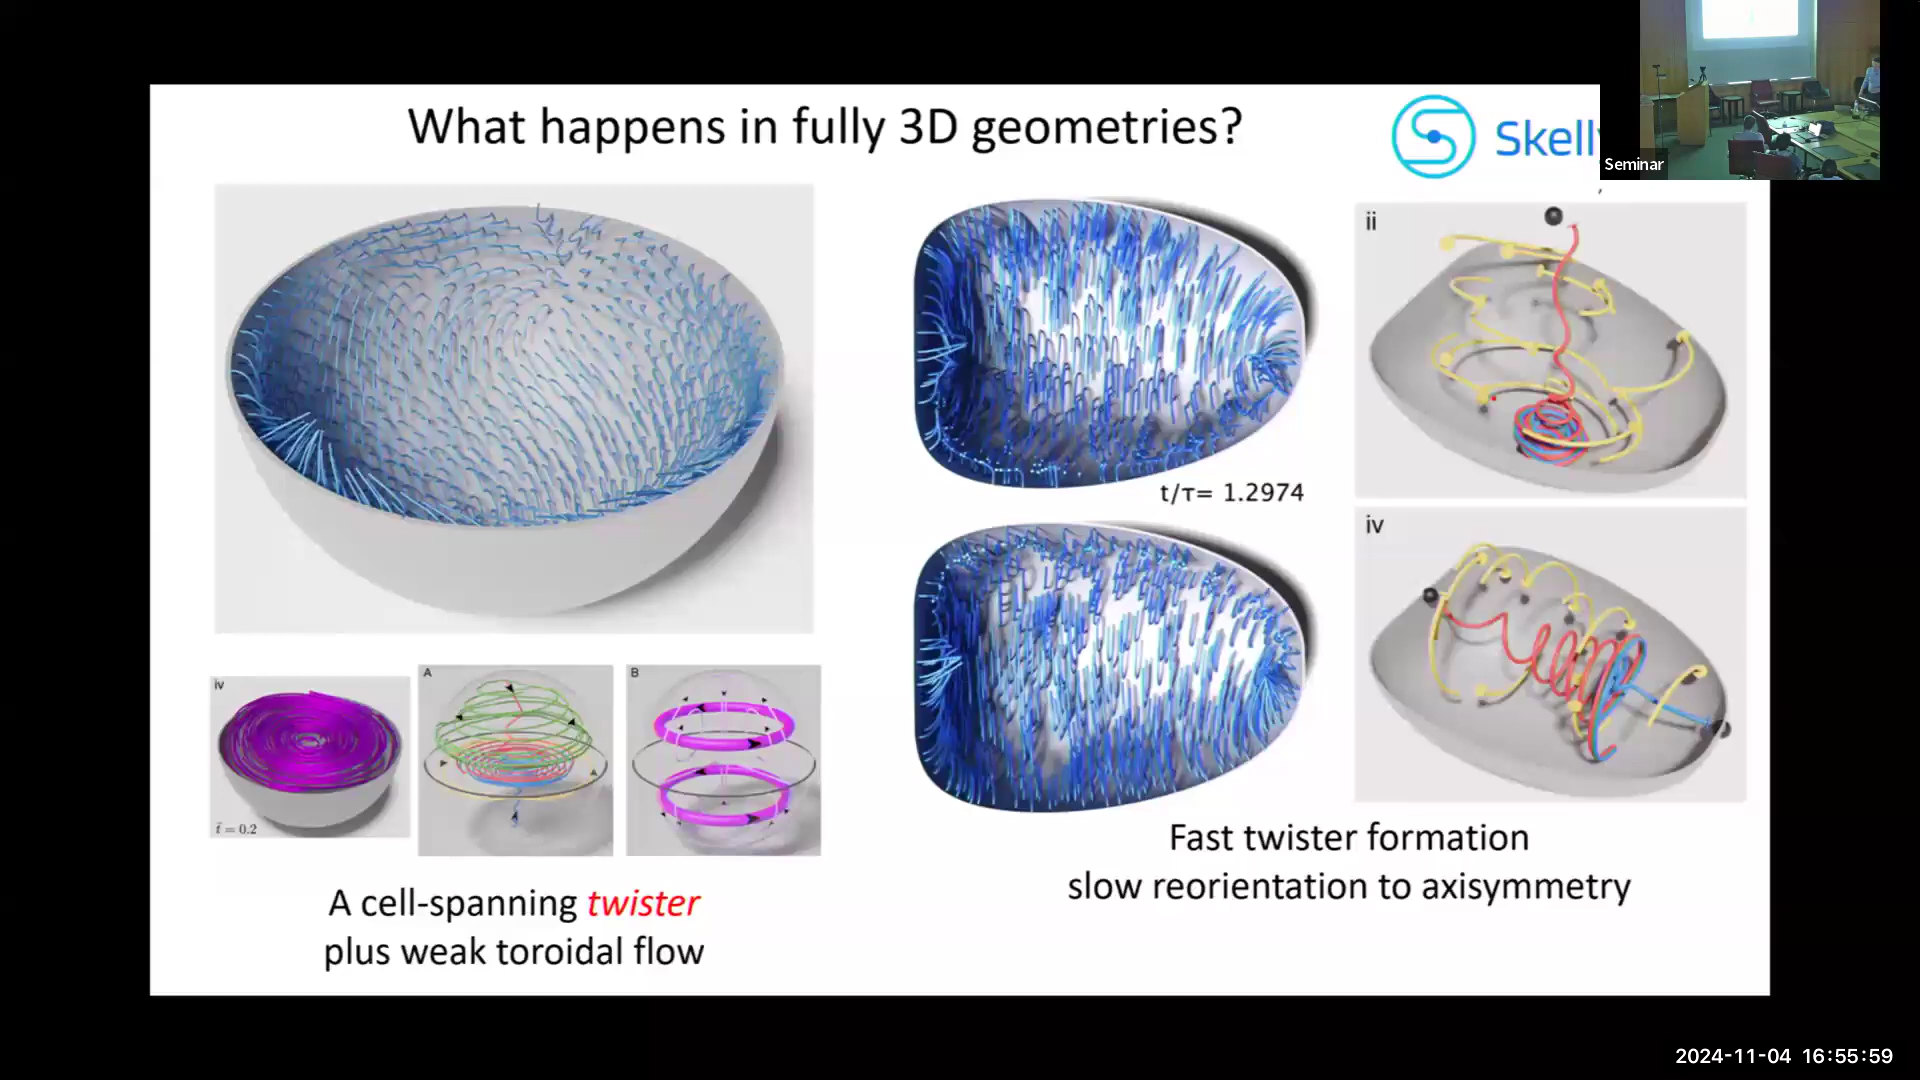 What happens in fully 3D geometries?
Skell
Seminar
ii
t/τ= 1.2974
iv
iv
t̄ = 0.2
A
B
Fast twister formation
slow reorientation to axisymmetry
A cell-spanning twister
plus weak toroidal flow
2024-11-04 16:55:59